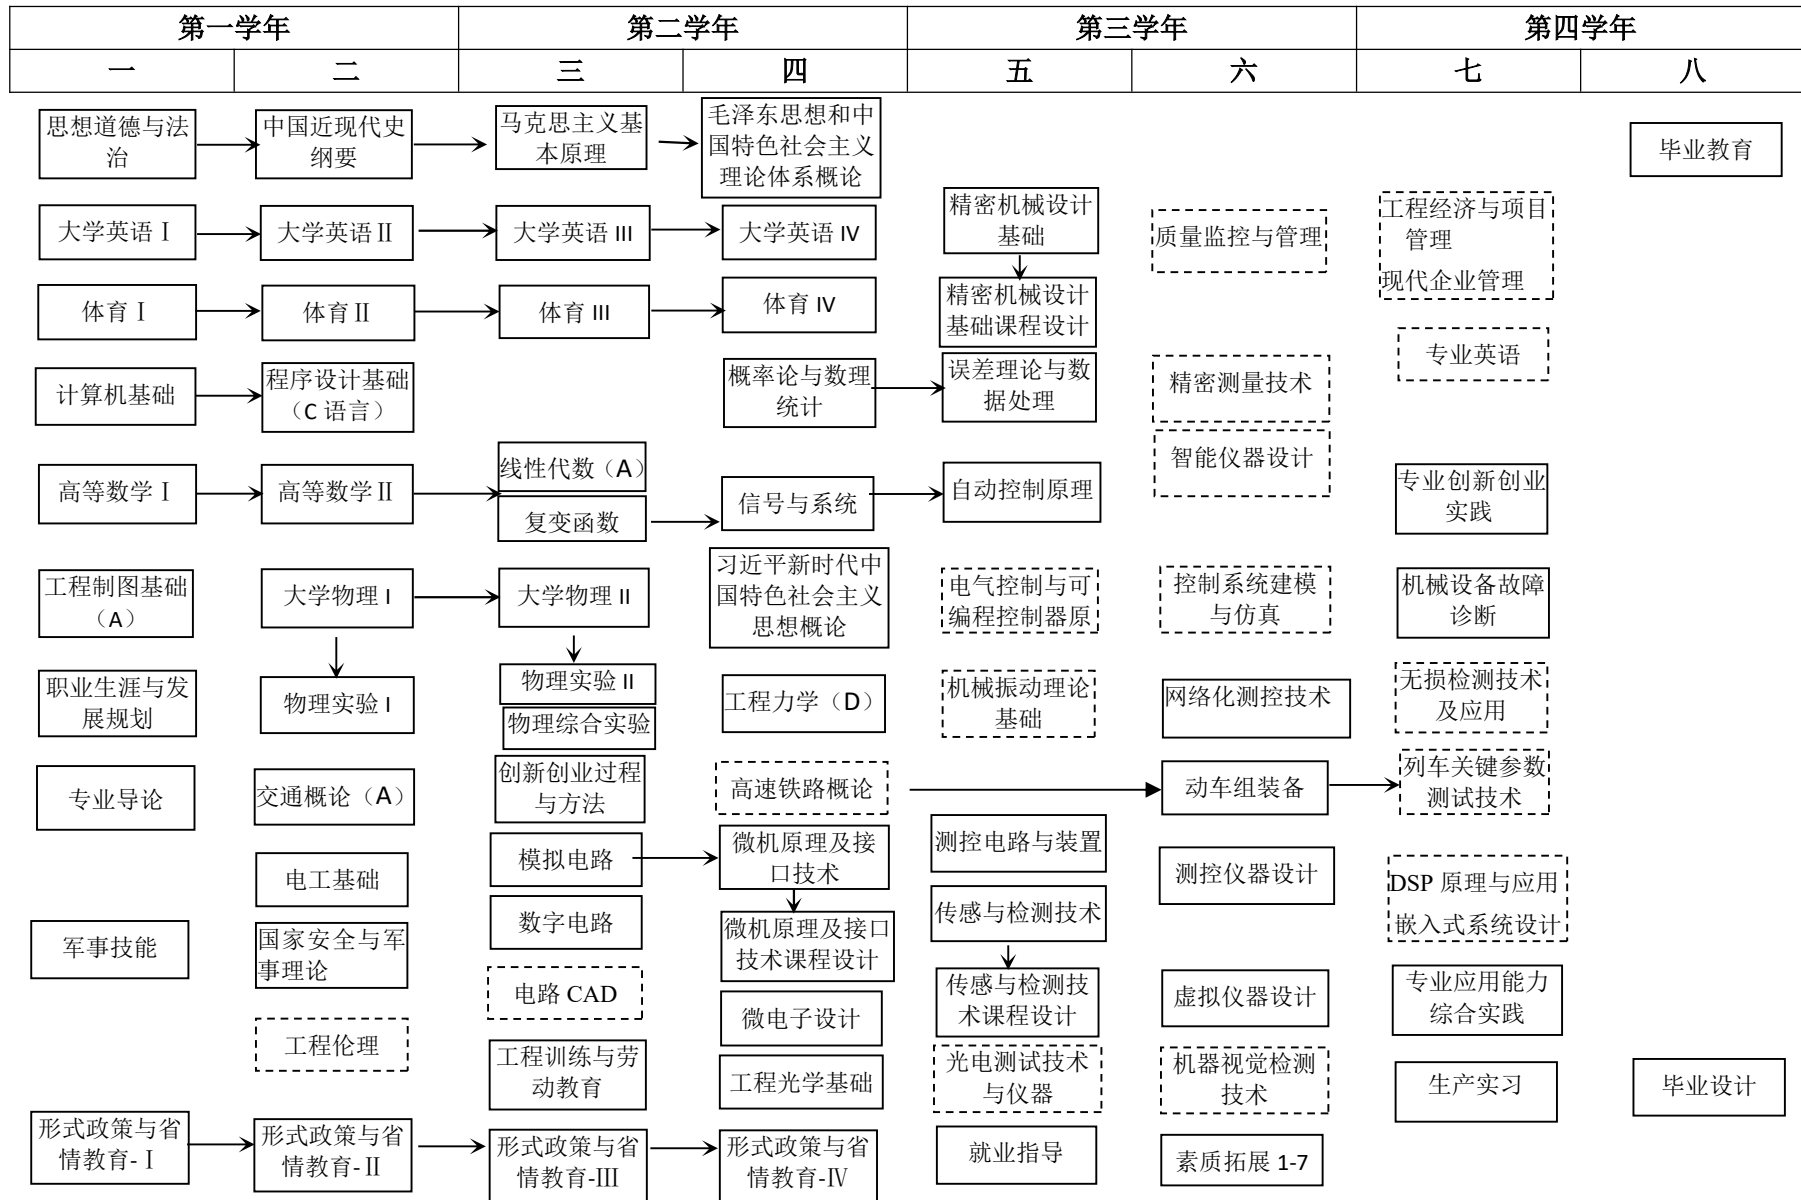 第一学年
第二学年
第三学年
第四学年
一
二
三
四
五
六
七
八
思想道德与法
治
中国近现代史
纲要
马克思主义基
本原理
毛泽东思想和中
国特色社会主义
理论体系概论
毕业教育
大学英语Ⅰ
大学英语Ⅱ
大学英语 III
大学英语 IV
精密机械设计
基础
质量监控与管理
工程经济与项目
管理
现代企业管理
体育Ⅰ
体育Ⅱ
体育 III
体育 IV
精密机械设计
基础课程设计
专业英语
计算机基础
程序设计基础
（C 语言）
概率论与数理
统计
误差理论与数
据处理
精密测量技术
高等数学Ⅰ
高等数学Ⅱ
线性代数（A）
复变函数
信号与系统
自动控制原理
智能仪器设计
专业创新创业
实践
工程制图基础
（A）
大学物理 I
大学物理 II
习近平新时代中
国特色社会主义
思想概论
电气控制与可
编程控制器原
控制系统建模
与仿真
机械设备故障
诊断
职业生涯与发
展规划
物理实验 I
物理实验 II
物理综合实验
工程力学（D）
机械振动理论
基础
网络化测控技术
无损检测技术
及应用
专业导论
交通概论（A）
创新创业过程
与方法
高速铁路概论
动车组装备
列车关键参数
测试技术
电工基础
模拟电路
微机原理及接
口技术
测控电路与装置
测控仪器设计
DSP 原理与应用
嵌入式系统设计
军事技能
国家安全与军
事理论
数字电路
微机原理及接口
技术课程设计
传感与检测技术
电路 CAD
传感与检测技
术课程设计
虚拟仪器设计
专业应用能力
综合实践
工程伦理
工程训练与劳
动教育
微电子设计
工程光学基础
光电测试技术
与仪器
机器视觉检测
技术
生产实习
毕业设计
形式政策与省
情教育-Ⅰ
形式政策与省
情教育-Ⅱ
形式政策与省
情教育-III
形式政策与省
情教育-Ⅳ
就业指导
素质拓展 1-7